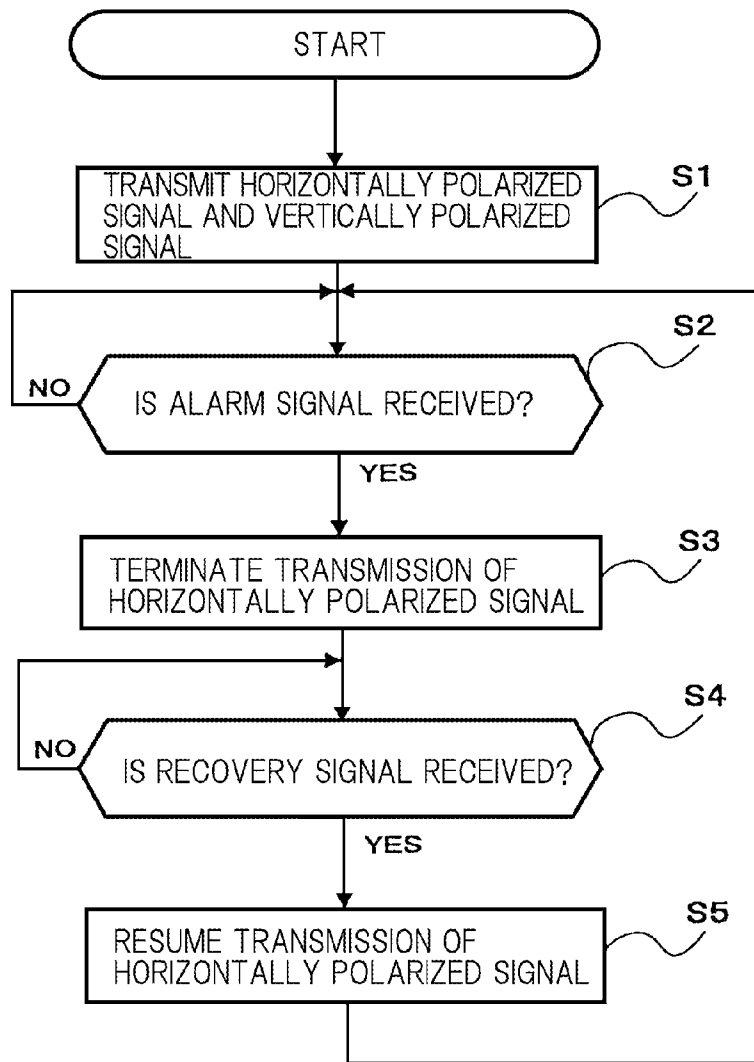 START
TRANSMIT HORIZONTALLY POLARIZED
SIGNAL AND VERTICALLY POLARIZED
SIGNAL
S1
S2
NO
IS ALARM SIGNAL RECEIVED?
YES
S3
TERMINATE TRANSMISSION OF
HORIZONTALLY POLARIZED SIGNAL
S4
NO
IS RECOVERY SIGNAL RECEIVED?
YES
S5
RESUME TRANSMISSION OF
HORIZONTALLY POLARIZED SIGNAL